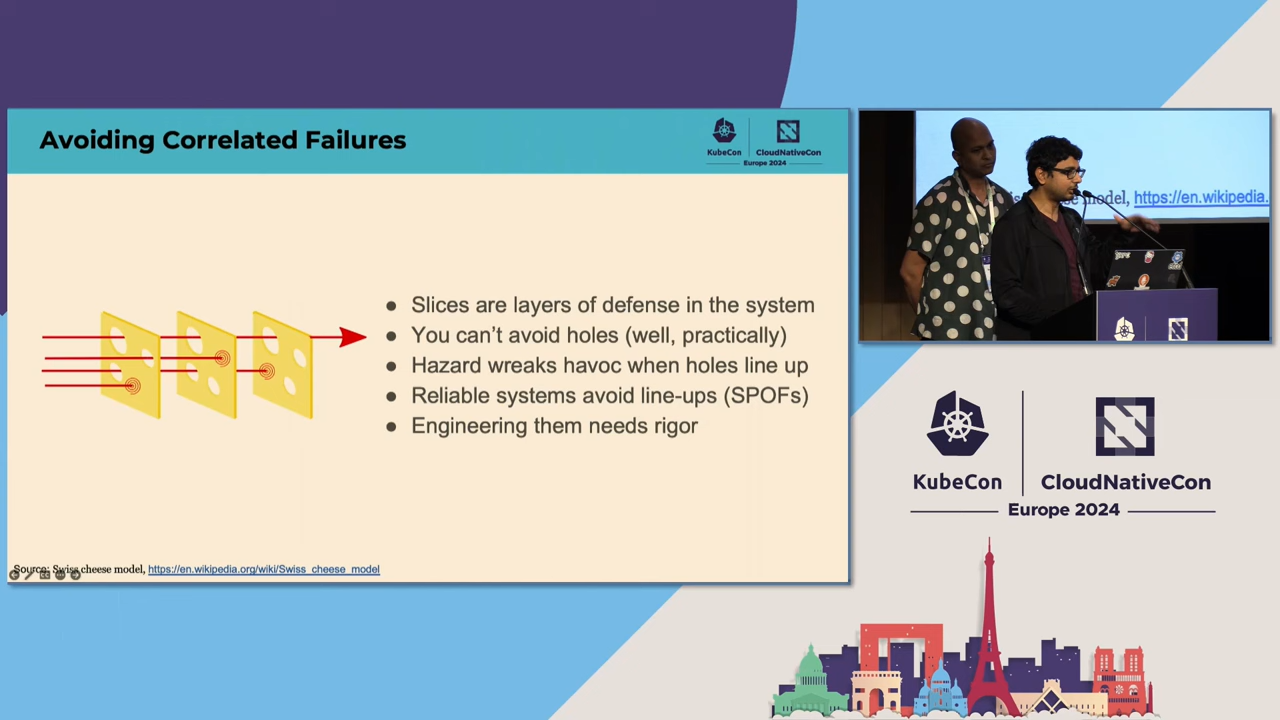 Avoiding Correlated Failures
KubeCon
CloudNativeCon
Europe 2024
Slices are layers of defense in the system
You can't avoid holes (well, practically)
Hazard wreaks havoc when holes line up
Reliable systems avoid line-ups (SPOFs)
Engineering them needs rigor
Source: Swiss cheese model, https://en.wikipedia.org/wiki/Swiss_cheese_model
model, https://en.wikipedia.
KubeCon
CloudNativeCon
Europe 2024